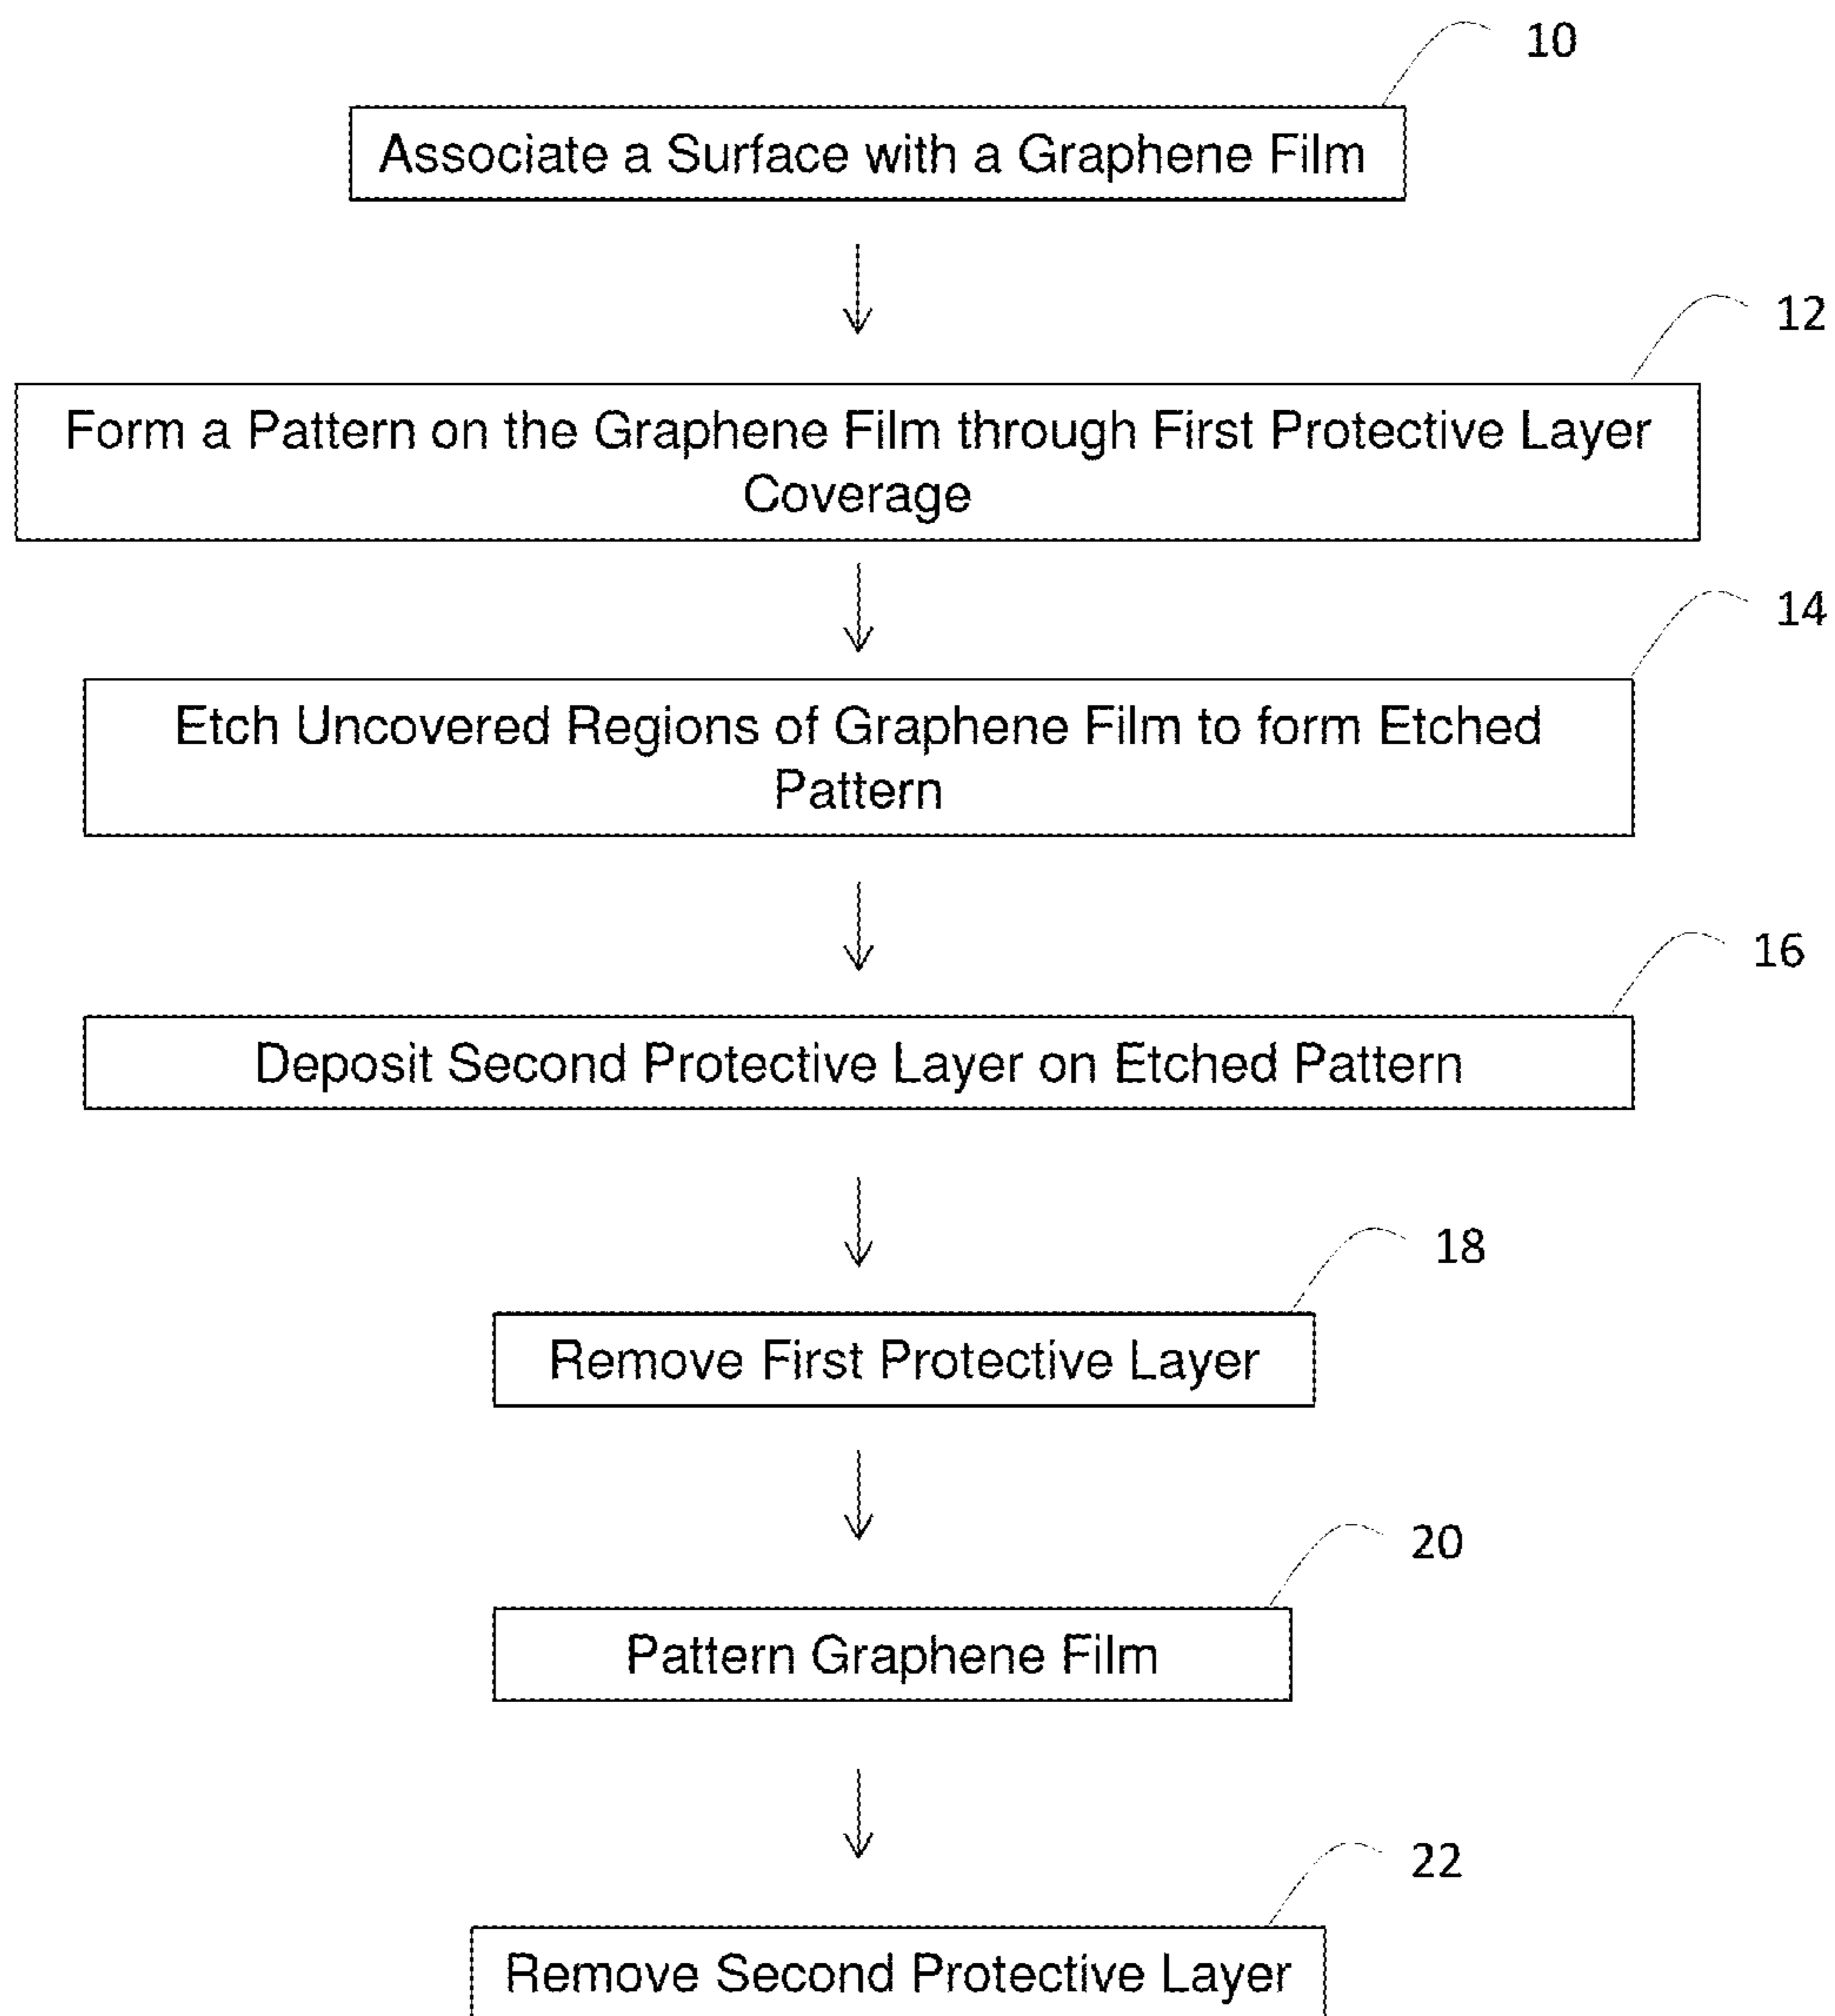 10
Associate a Surface with a Graphene Film
12
Form a Pattern on the Graphene Film through First Protective Layer
Coverage
14
Etch Uncovered Regions of Graphene Film to form Etched
Pattern
16
Deposit Second Protective Layer on Etched Pattern
18
Remove First Protective Layer
20
Pattern Graphene Film
22
Remove Second Protective Layer